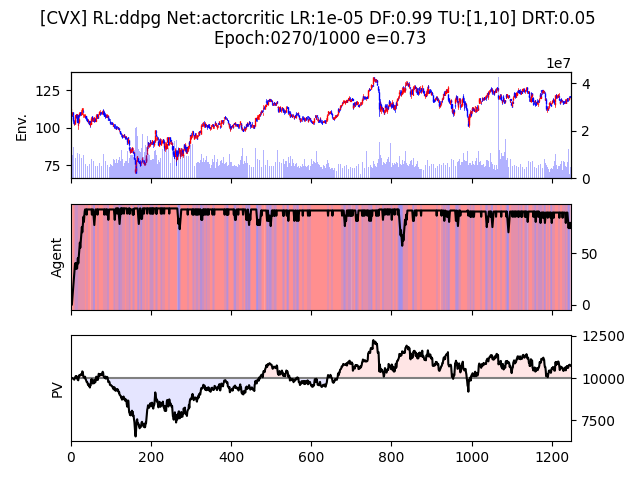 [CVX] RL:ddpg Net:actorcritic LR:1e-05 DF:0.99 TU:[1,10] DRT:0.05
Epoch:0270/1000 e=0.73
1e7
Env.
125
100
75
4
2
0
Agent
50
0
PV
12500
10000
7500
0 200 400 600 800 1000 1200